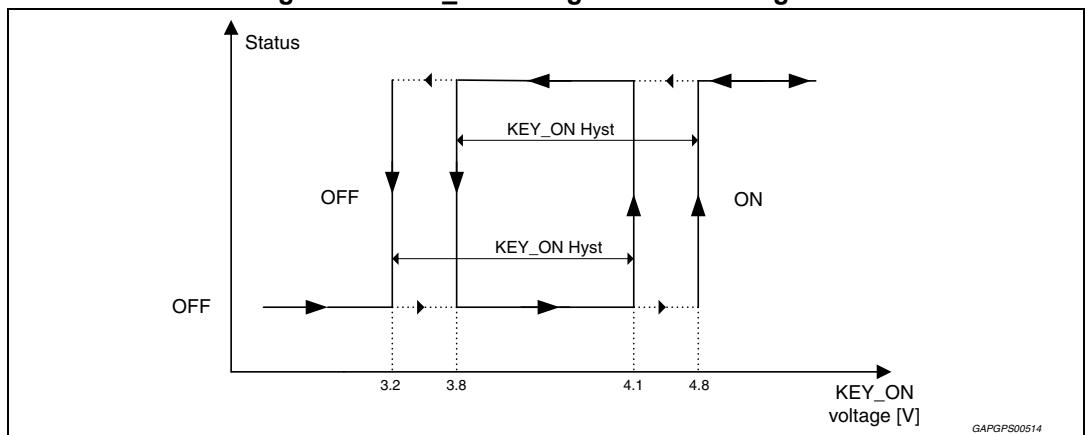 Status
KEY_ON Hyst
OFF
ON
KEY_ON Hyst
OFF
3.2 3.8 4.1 4.8
KEY_ON
voltage [V]
GAPGPS00514